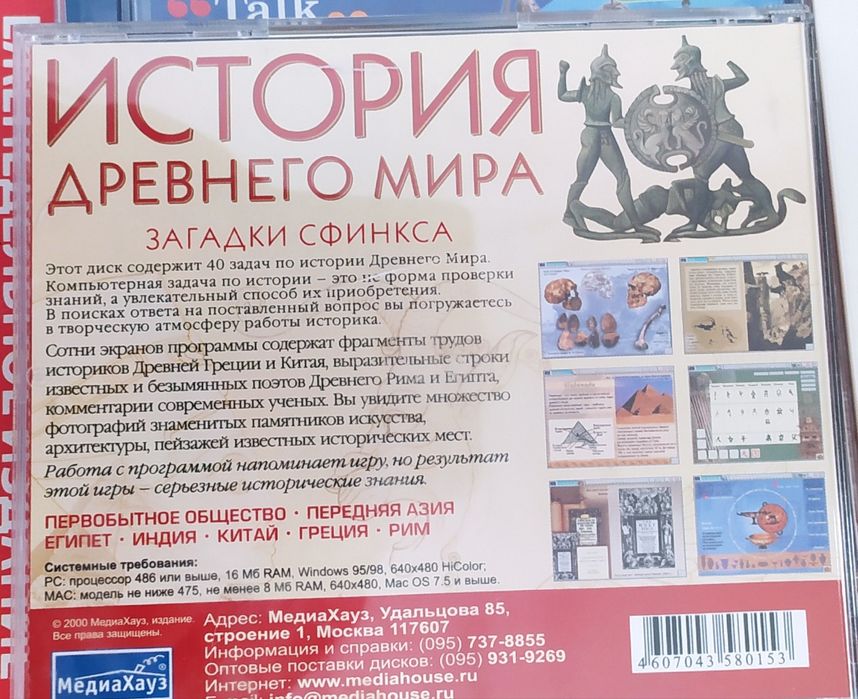 Talk
ИСТОРИЯ
ДРЕВНЕГО МИРА
ЗАГАДКИ СФИНКСА
Этот диск содержит 40 задач по истории Древнего Мира.
Компьютерная задача по истории – это не форма проверки
знаний, а увлекательный способ их приобретения.
В поисках ответа на поставленный вопрос вы погружаетесь
в творческую атмосферу работы историка.
Сотни экранов программы содержат фрагменты трудов
историков Древней Греции и Китая, выразительные строки
известных и безымянных поэтов Древнего Рима и Египта,
комментарии современных ученых. Вы увидите множество
фотографий знаменитых памятников искусства,
архитектуры, пейзажей известных исторических мест.
Работа с программой напоминает игру, но результат
этой игры – серьезные исторические знания.
ПЕРВОБЫТНОЕ ОБЩЕСТВО · ПЕРЕДНЯЯ АЗИЯ
ЕГИПЕТ · ИНДИЯ · КИТАЙ · ГРЕЦИЯ · РИМ
Системные требования:
PC: процессор 486 или выше, 16 Мб RAM, Windows 95/98, 640x480 HiColor;
MAC: модель не ниже 475, не менее 8 Мб RAM, 640x480, Mac OS 7.5 и выше.
© 2000 МедиаХауз, издание.
Все права защищены.
МедиаХауз
Адрес: МедиаХауз, Удальцова 85,
строение 1, Москва 117607
Информация и справки: (095) 737-8855
Оптовые поставки дисков: (095) 931-9269
Интернет: www.mediahouse.ru
E-mail: info@mediahouse.ru
4 607043 580153